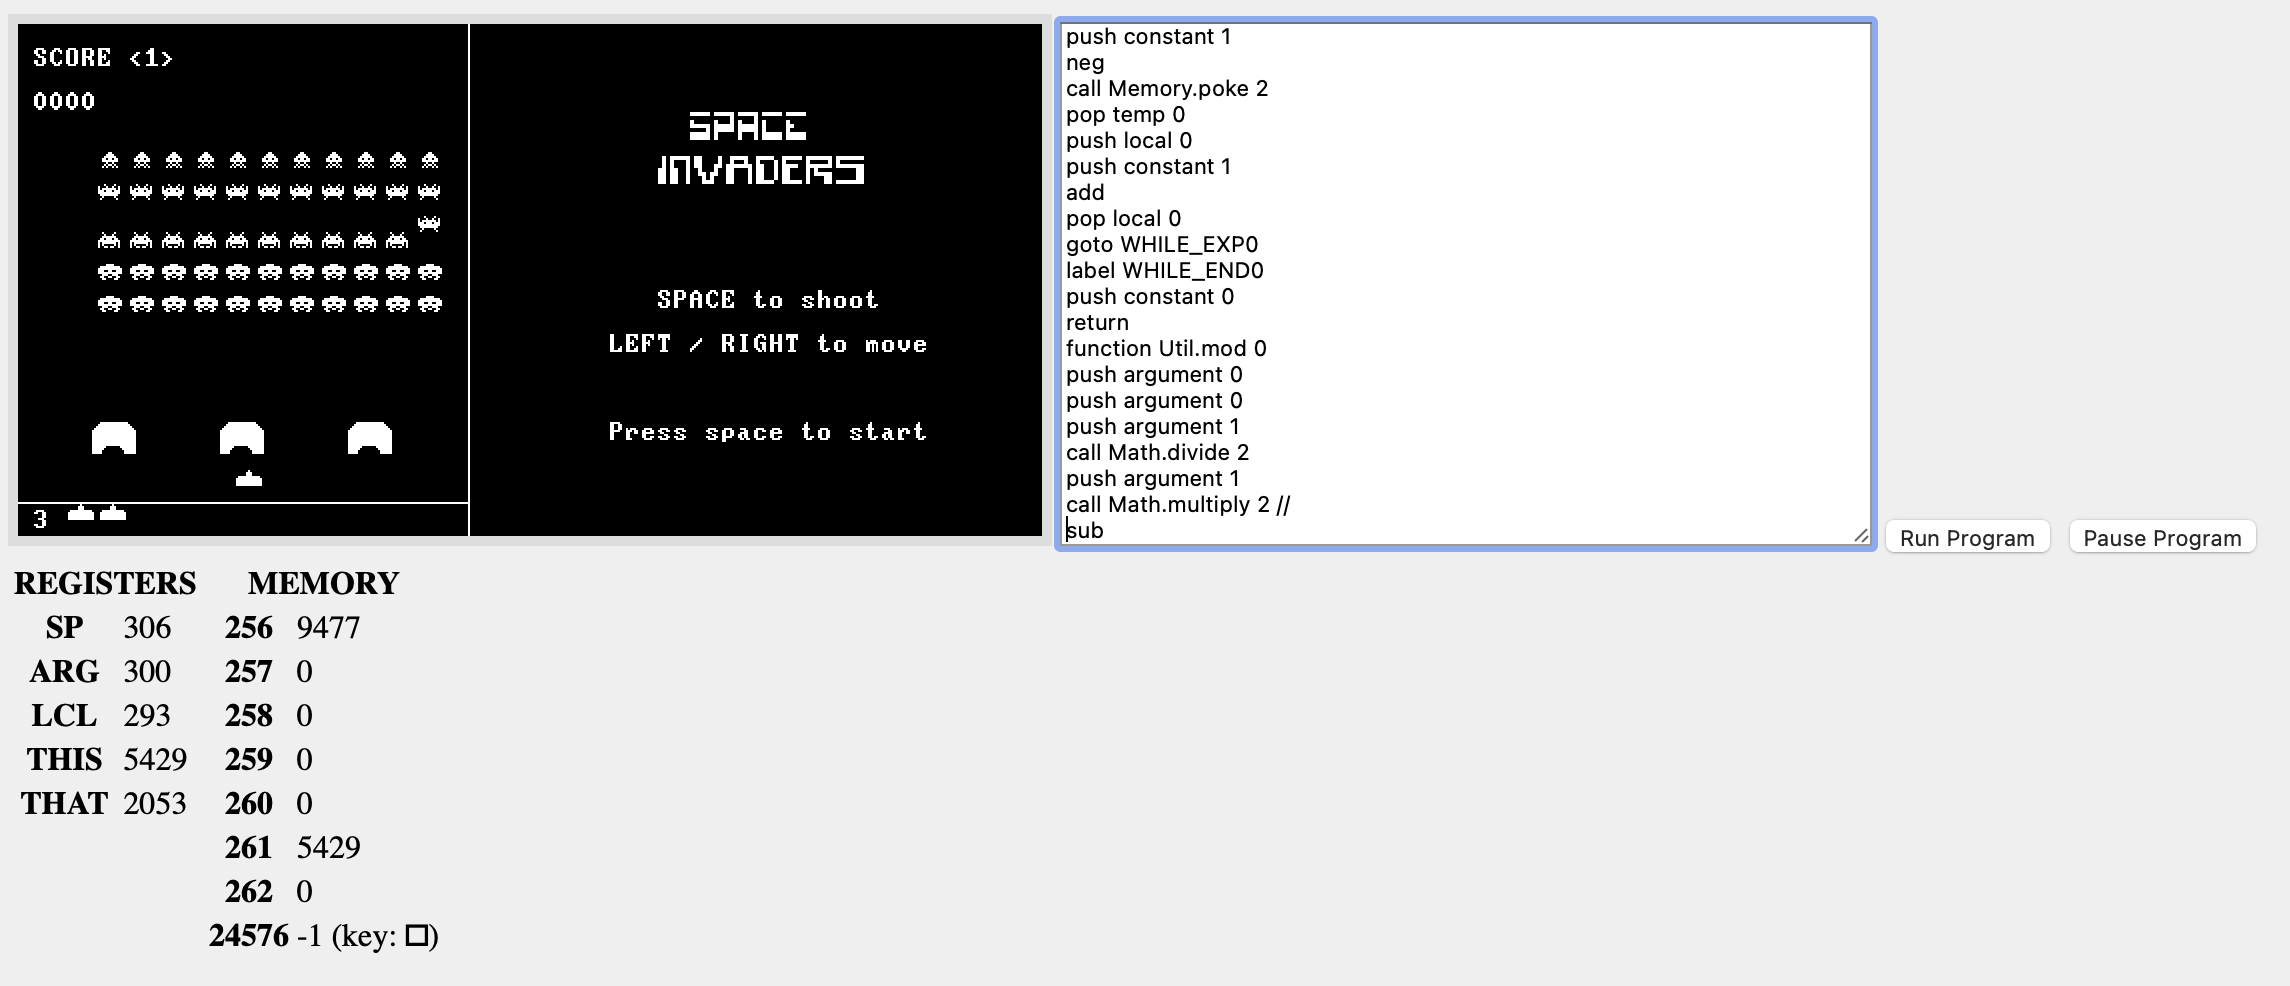 SCORE <1>
0000
SPACE
INVADERS
SPACE to shoot
LEFT / RIGHT to move
Press space to start
3
push constant 1
neg
call Memory.poke 2
pop temp 0
push local 0
push constant 1
add
pop local 0
goto WHILE_EXP0
label WHILE_END0
push constant 0
return
function Util.mod 0
push argument 0
push argument 0
push argument 1
call Math.divide 2
push argument 1
call Math.multiply 2 //
sub
Run Program
Pause Program
REGISTERS
SP 306
ARG 300
LCL 293
THIS 5429
THAT 2053
MEMORY
256 9477
257 0
258 0
259 0
260 0
261 5429
262 0
24576 -1 (key: □)